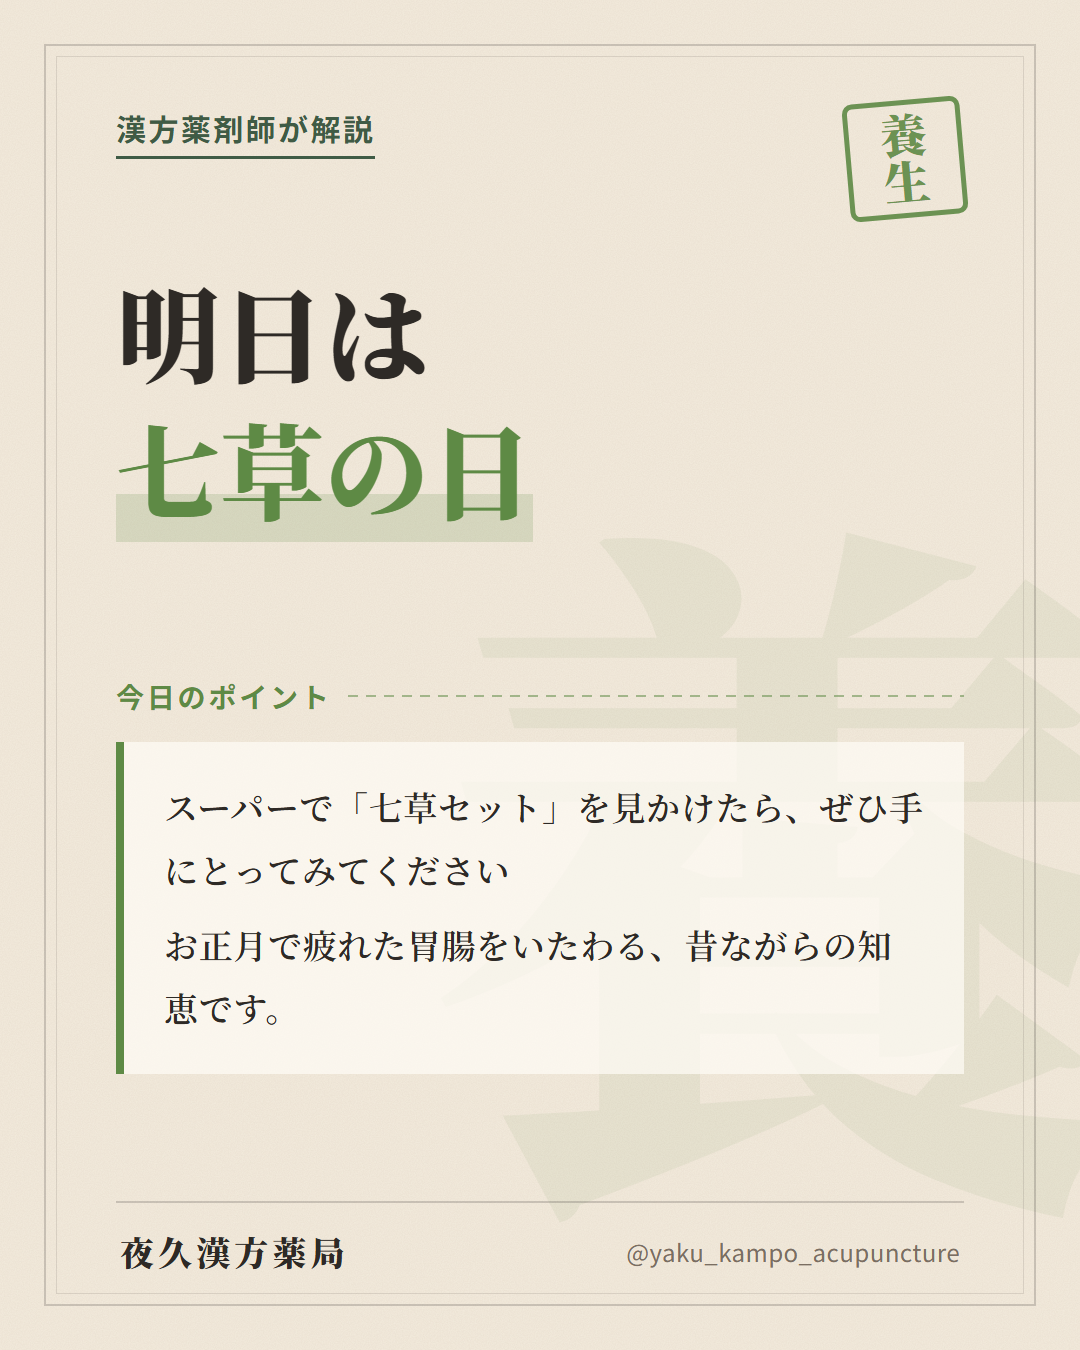 漢方薬剤師が解説
養生
明日は
七草の日
今日のポイント
スーパーで「七草セット」を見かけたら、ぜひ手
にとってみてください
お正月で疲れた胃腸をいたわる、昔ながらの知
恵です。
夜久漢方薬局
@yaku_kampo_acupuncture
養